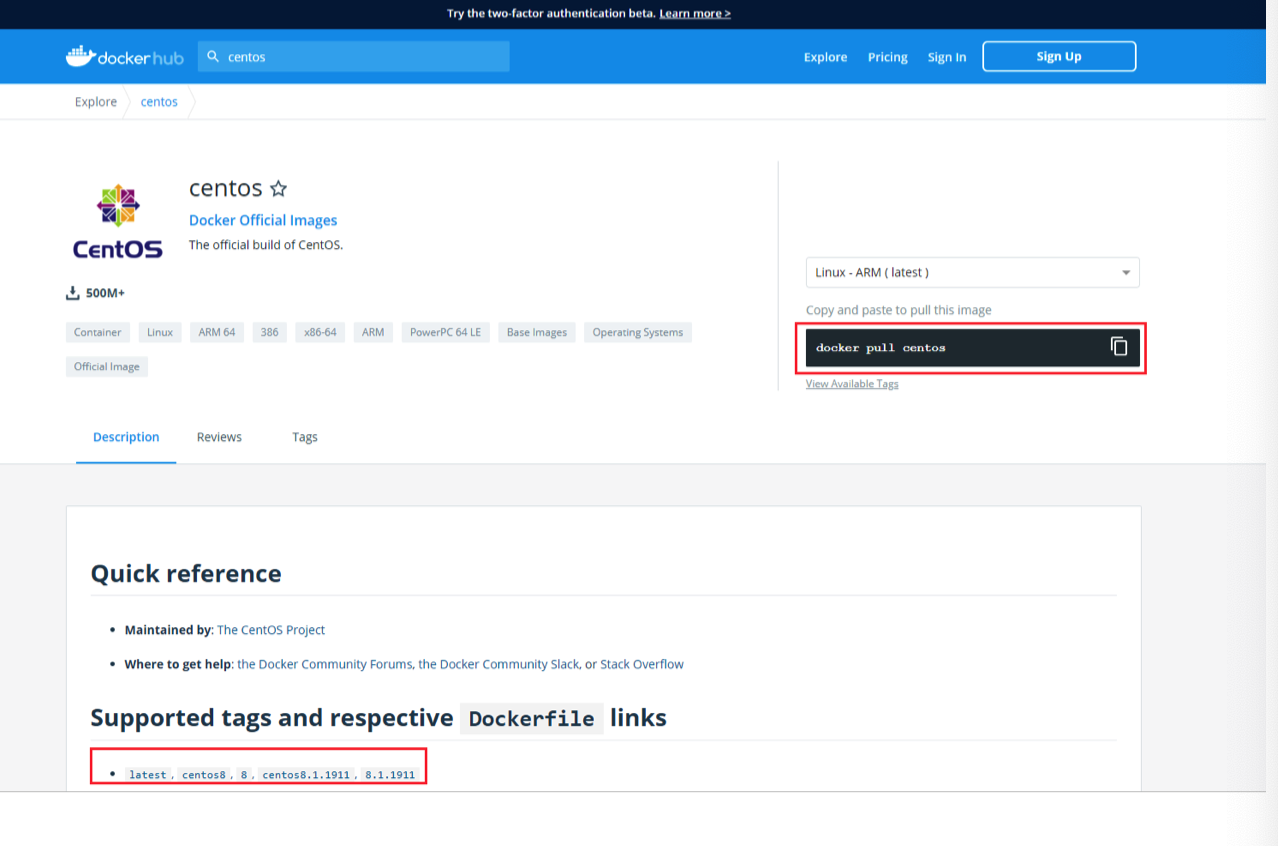 Try the two-factor authentication beta. Learn more >
dockerhub
centos
Explore
Pricing
Sign In
Sign Up
Explore
centos
CentOS
centos
Docker Official Images
The official build of CentOS.
500M+
Container
Linux
ARM 64
386
x86-64
ARM
PowerPC 64 LE
Base Images
Operating Systems
Official Image
Linux - ARM ( latest )
Copy and paste to pull this image
docker pull centos
View Available Tags
Description
Reviews
Tags
Quick reference
• Maintained by: The CentOS Project
• Where to get help: the Docker Community Forums, the Docker Community Slack, or Stack Overflow
Supported tags and respective Dockerfile links
• latest, centos8, 8, centos8.1.1911, 8.1.1911